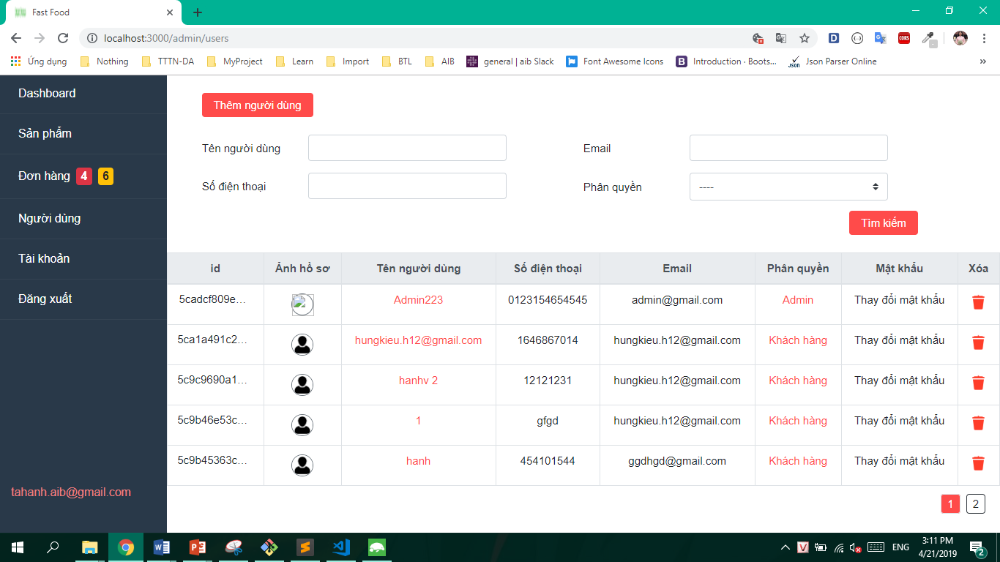 Fast Food
localhost:3000/admin/users
CORS
Ứng dụng Nothing TTTN-DA MyProject Learn Import BTL AIB general | aib Slack Font Awesome Icons Introduction · Boots... Json Parser Online »
Dashboard
Sản phẩm
Đơn hàng 4 6
Người dùng
Tài khoản
Đăng xuất
tahanh.aib@gmail.com
Thêm người dùng
Tên người dùng Email
Số điện thoại Phân quyền ----
Tìm kiếm
id Ảnh hồ sơ Tên người dùng Số điện thoại Email Phân quyền Mật khẩu Xóa
5cadcf809e... Admin223 0123154654545 admin@gmail.com Admin Thay đổi mật khẩu
5ca1a491c2... hungkieu.h12@gmail.com 1646867014 hungkieu.h12@gmail.com Khách hàng Thay đổi mật khẩu
5c9c9690a1... hanhv 2 12121231 hungkieu.h12@gmail.com Khách hàng Thay đổi mật khẩu
5c9b46e53c... 1 gfgd hungkieu.h12@gmail.com Khách hàng Thay đổi mật khẩu
5c9b45363c... hanh 454101544 ggdhgd@gmail.com Khách hàng Thay đổi mật khẩu
1 2
ENG
3:11 PM
4/21/2019
2